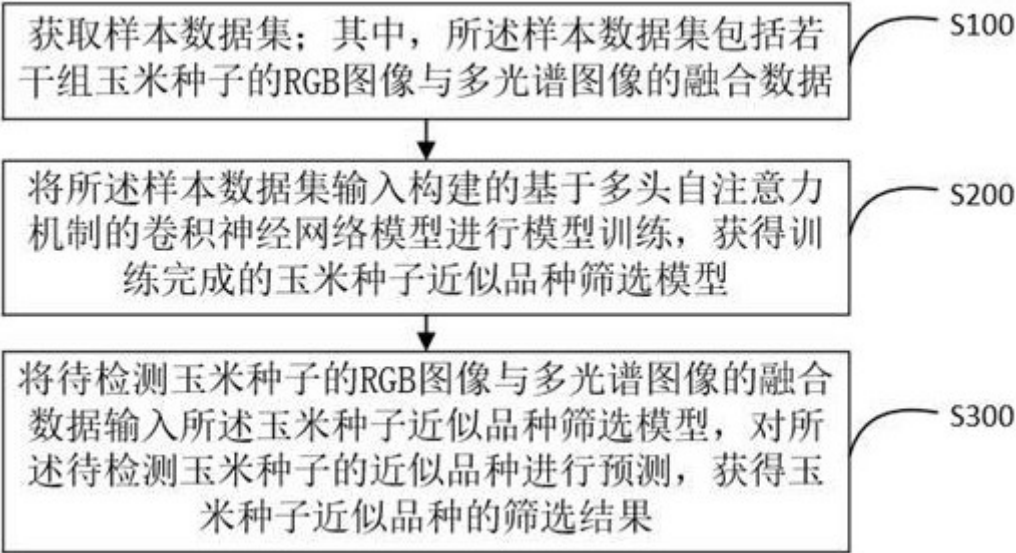 获取样本数据集；其中，所述样本数据集包括若
干组玉米种子的RGB图像与多光谱图像的融合数据
S100
将所述样本数据集输入构建的基于多头自注意力
机制的卷积神经网络模型进行模型训练，获得训
练完成的玉米种子近似品种筛选模型
S200
将待检测玉米种子的RGB图像与多光谱图像的融合
数据输入所述玉米种子近似品种筛选模型，对所
述待检测玉米种子的近似品种进行预测，获得玉
米种子近似品种的筛选结果
S300